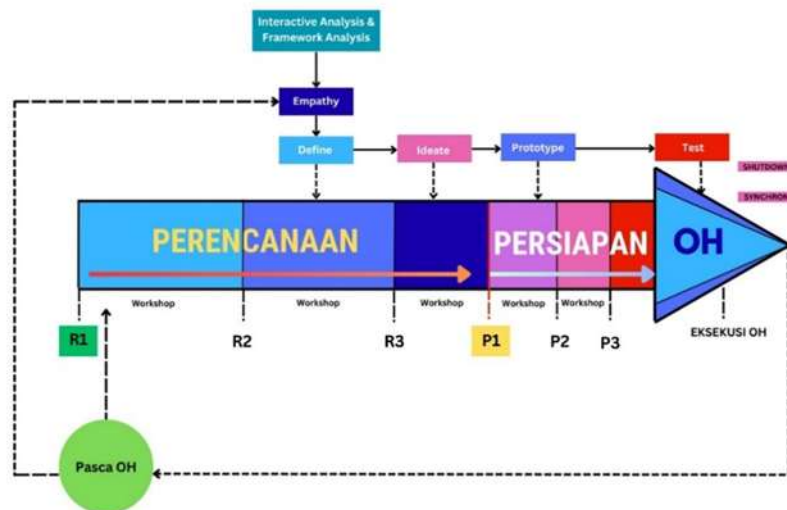 Interactive Analysis &
Framework Analysis
Empathy
Define
Ideate
Prototype
Test
SHUTDOWN
SYNCHRON
PERENCANAAN
PERSIAPAN
OH
Workshop
Workshop
Workshop
Workshop
Workshop
R1
R2
R3
P1
P2
P3
EKSEKUSI OH
Pasca OH